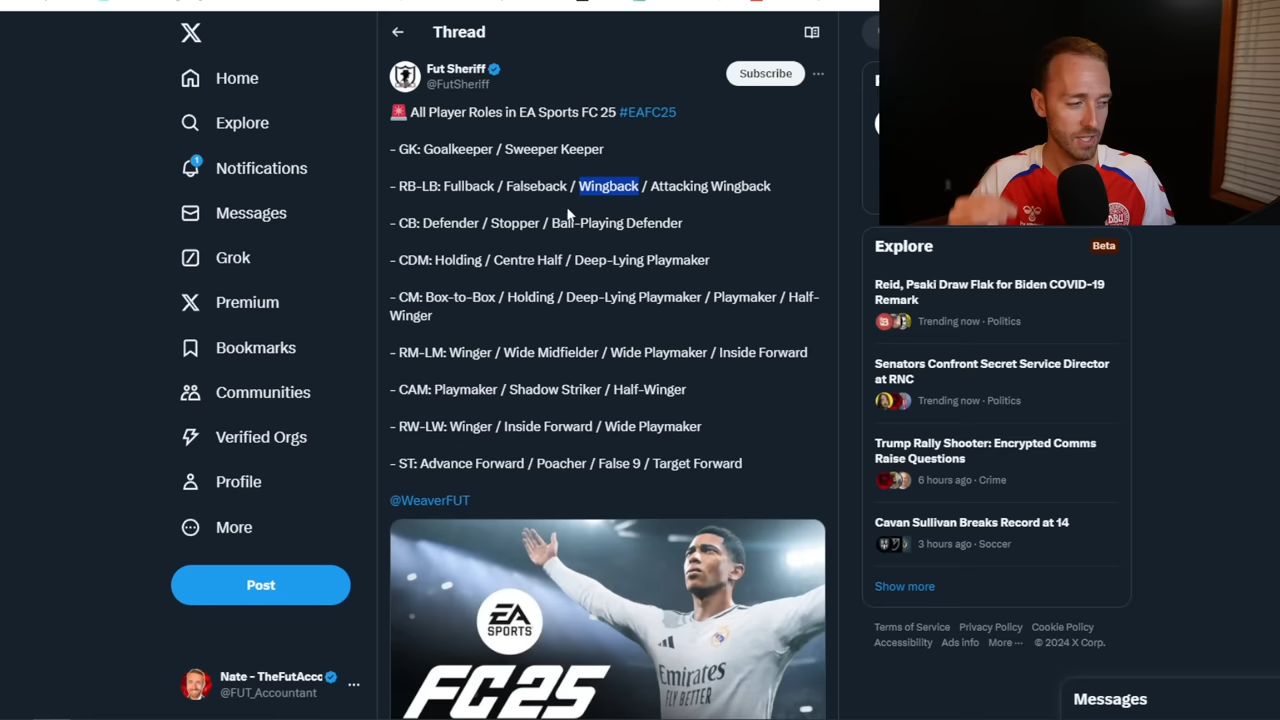 Home
Explore
Notifications
1
Messages
Grok
Premium
Bookmarks
Communities
Verified Orgs
Profile
More
Post
Nate - TheFutAcc
@FUT_Accountant
Thread
Fut Sheriff
@FutSheriff
Subscribe
🚨 All Player Roles in EA Sports FC 25 #EAFC25
- GK: Goalkeeper / Sweeper Keeper
- RB-LB: Fullback / Falseback / Wingback / Attacking Wingback
- CB: Defender / Stopper / Ball-Playing Defender
- CDM: Holding / Centre Half / Deep-Lying Playmaker
- CM: Box-to-Box / Holding / Deep-Lying Playmaker / Playmaker / Half-
Winger
- RM-LM: Winger / Wide Midfielder / Wide Playmaker / Inside Forward
- CAM: Playmaker / Shadow Striker / Half-Winger
- RW-LW: Winger / Inside Forward / Wide Playmaker
- ST: Advance Forward / Poacher / False 9 / Target Forward
@WeaverFUT
EA
SPORTS
FC25
Emirates
FLY BETTER
Explore
Beta
Reid, Psaki Draw Flak for Biden COVID-19
Remark
Trending now · Politics
Senators Confront Secret Service Director
at RNC
Trending now · Politics
Trump Rally Shooter: Encrypted Comms
Raise Questions
6 hours ago · Crime
Cavan Sullivan Breaks Record at 14
3 hours ago · Soccer
Show more
Terms of Service Privacy Policy Cookie Policy
Accessibility Ads info More ··· © 2024 X Corp.
Messages